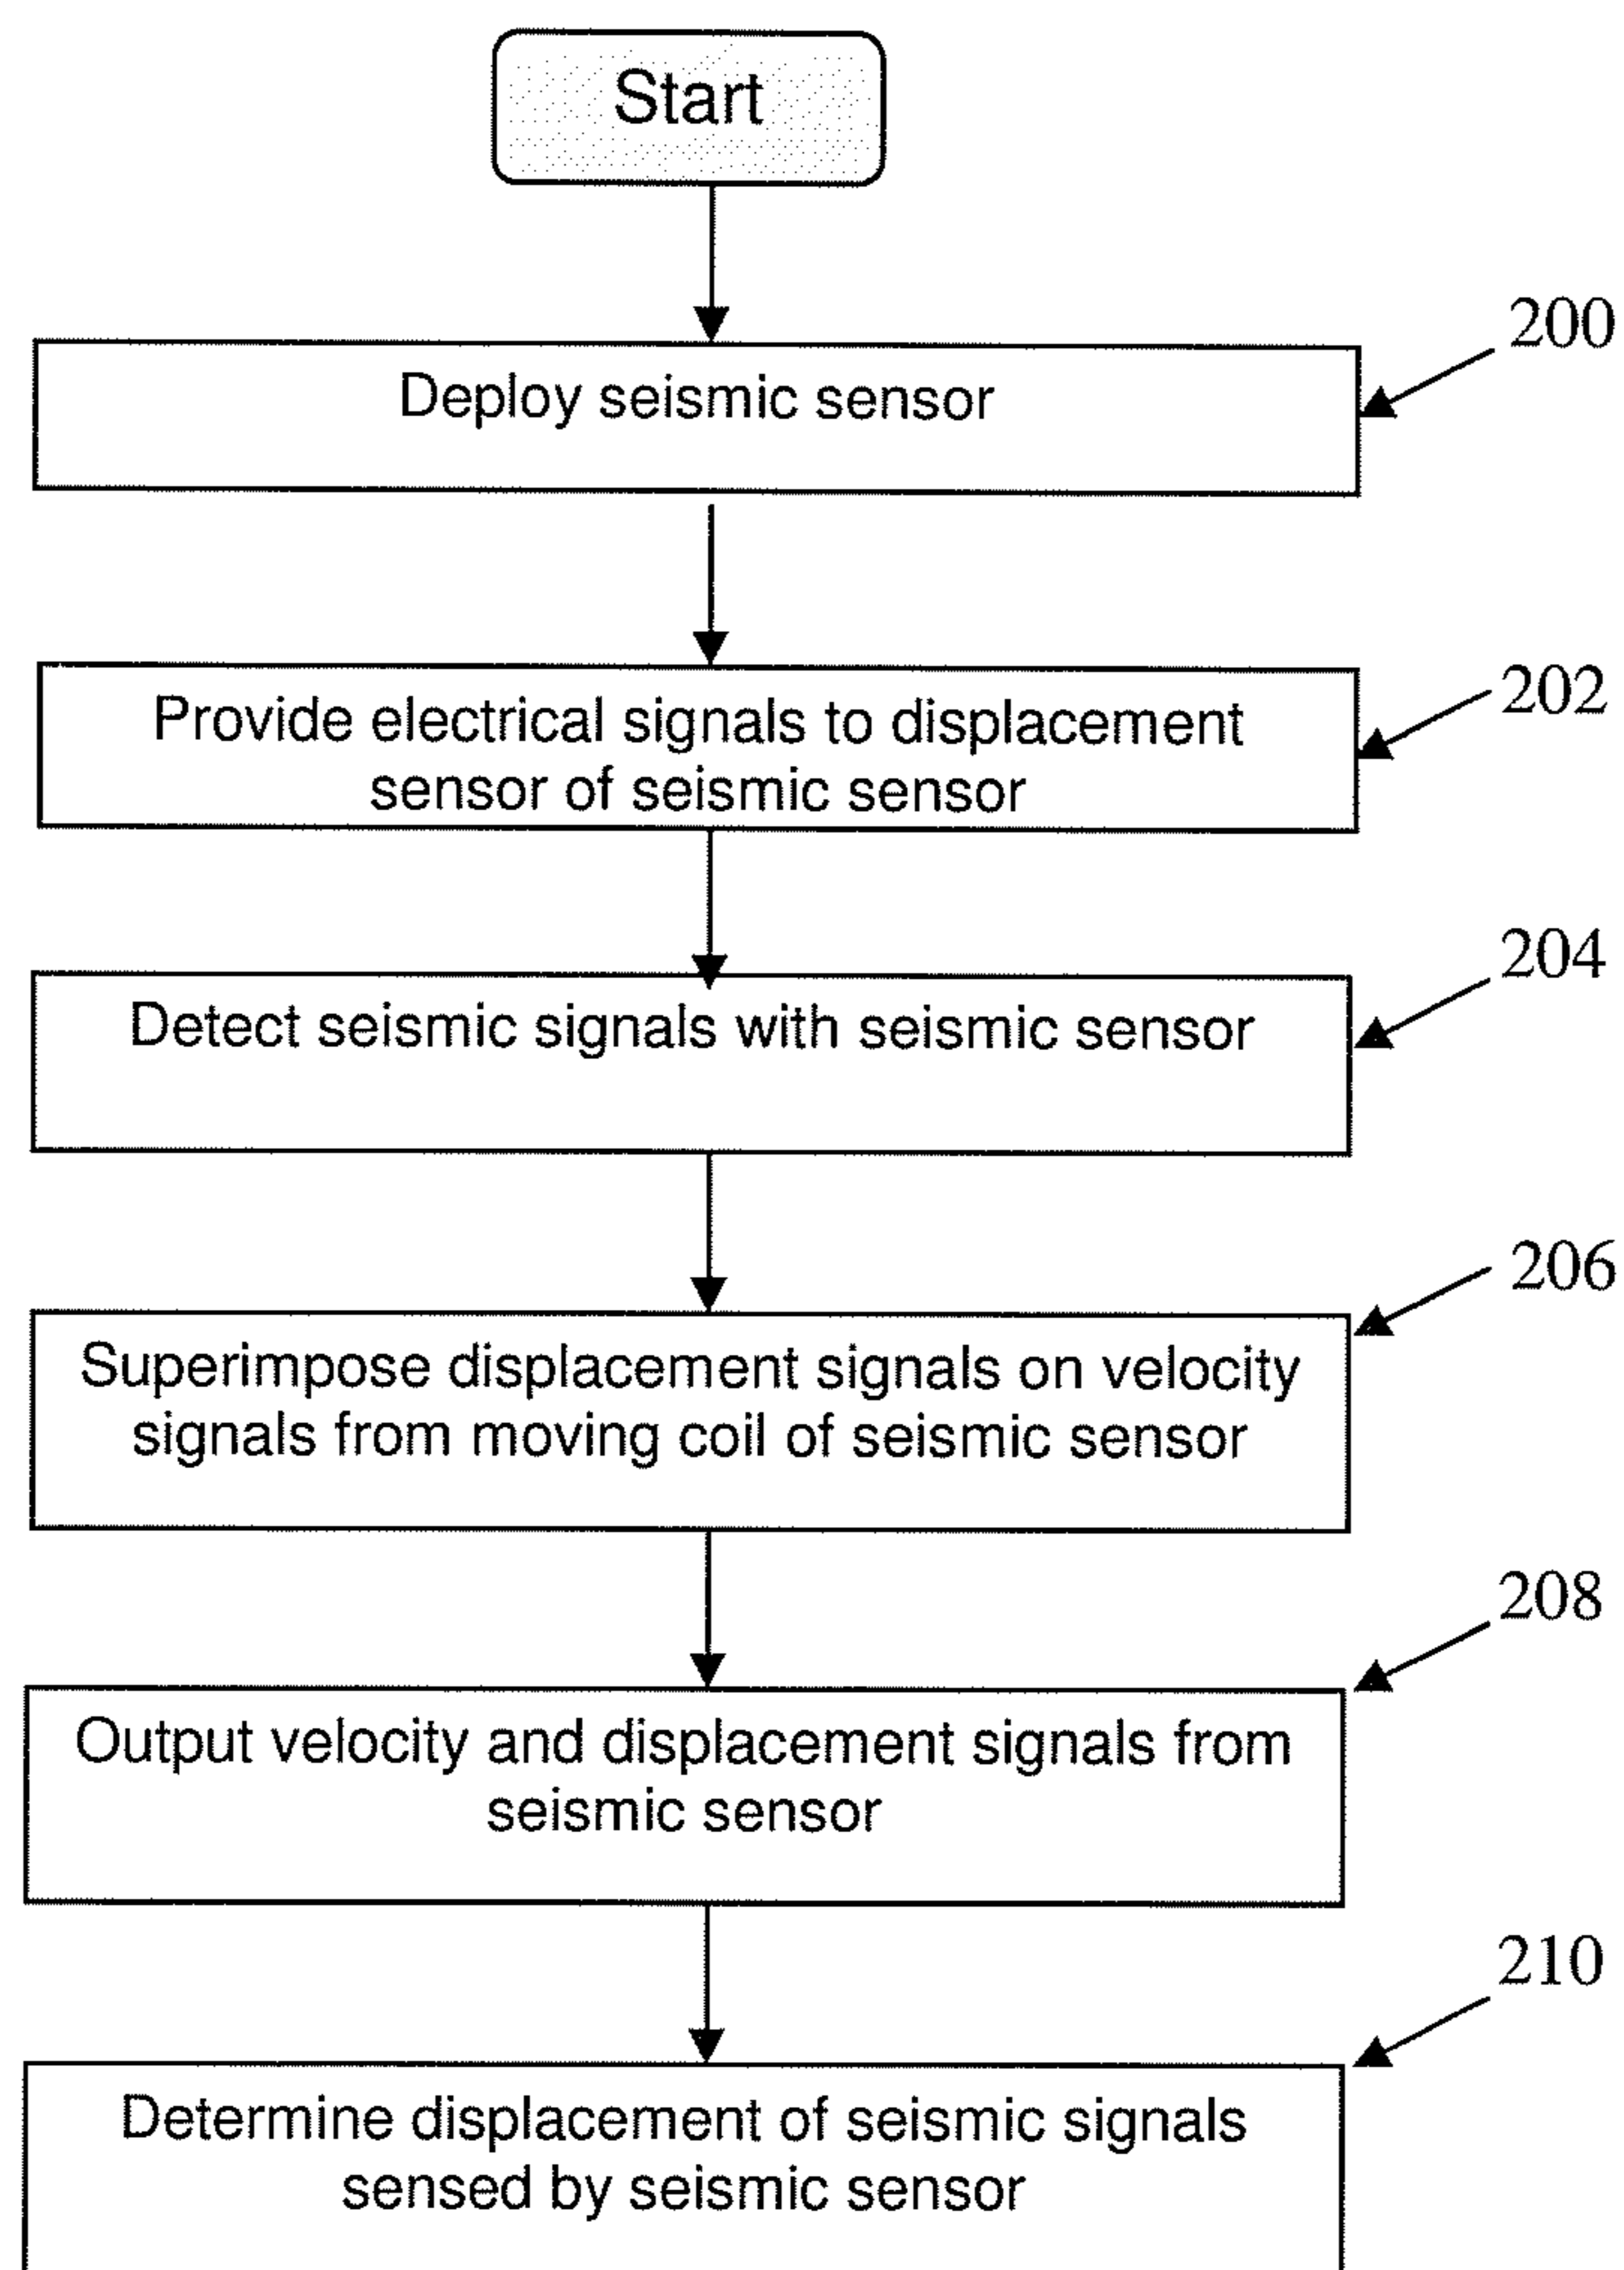 Start
200
Deploy seismic sensor
202
Provide electrical signals to displacement
sensor of seismic sensor
204
Detect seismic signals with seismic sensor
206
Superimpose displacement signals on velocity
signals from moving coil of seismic sensor
208
Output velocity and displacement signals from
seismic sensor
210
Determine displacement of seismic signals
sensed by seismic sensor